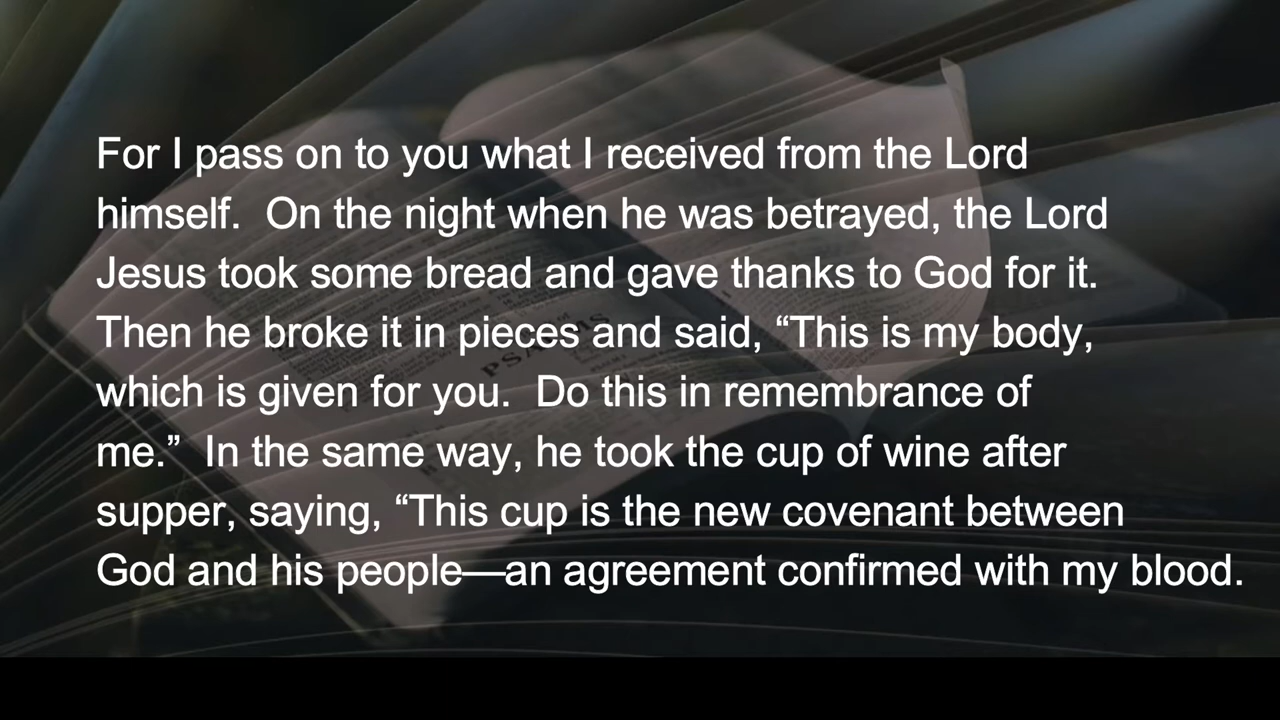 For I pass on to you what I received from the Lord
himself.  On the night when he was betrayed, the Lord
Jesus took some bread and gave thanks to God for it.
Then he broke it in pieces and said, “This is my body,
which is given for you.  Do this in remembrance of
me.”  In the same way, he took the cup of wine after
supper, saying, “This cup is the new covenant between
God and his people—an agreement confirmed with my blood.
PSALMS